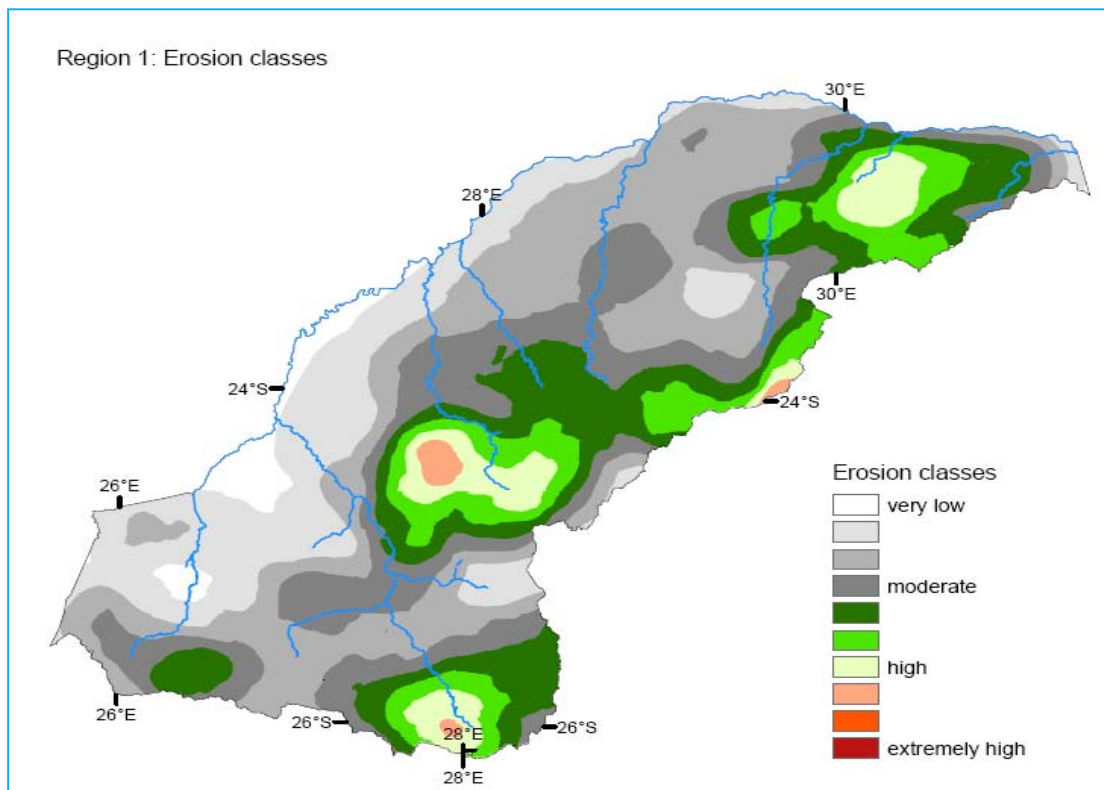 Region 1: Erosion classes
30°E
28°E
30°E
24°S
24°S
26°E
Erosion classes
very low
moderate
high
extremely high
26°E
26°S
26°S
28°E
28°E